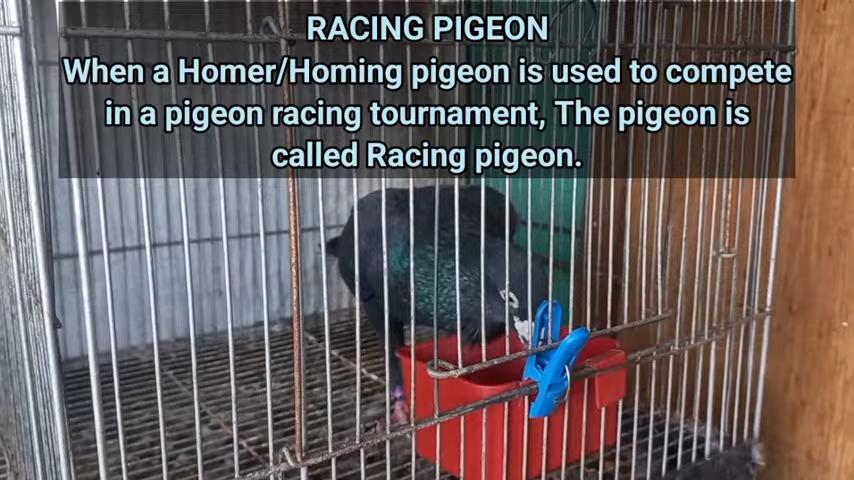 RACING PIGEON
When a Homer/Homing pigeon is used to compete
in a pigeon racing tournament, The pigeon is
called Racing pigeon.